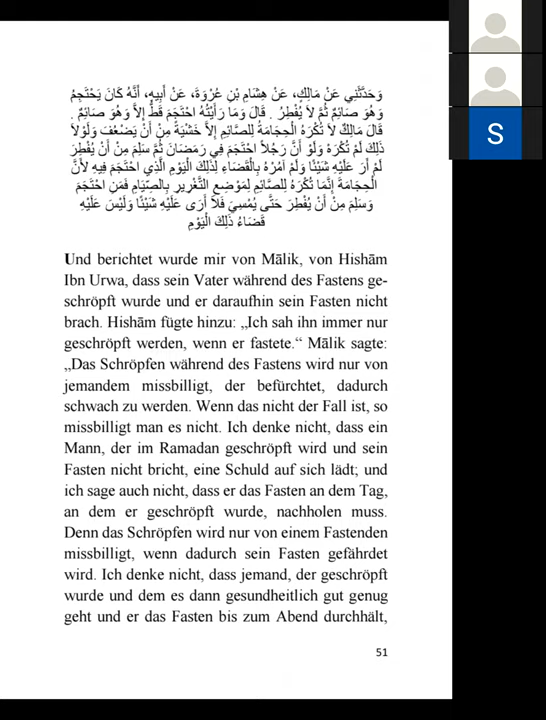 وَحَدَّثَنِي عَنْ مَالِكٍ، عَنْ هِشَامِ بْنِ عُرْوَةَ، عَنْ أَبِيهِ، أَنَّهُ كَانَ يَحْتَجِمُ
وَهُوَ صَائِمٌ ثُمَّ لاَ يُفْطِرُ . قَالَ وَمَا رَأَيْتُهُ احْتَجَمَ قَطُّ إِلاَّ وَهُوَ صَائِمٌ .
قَالَ مَالِكٌ لاَ تُكْرَهُ الْحِجَامَةُ لِلصَّائِمِ إِلاَّ خَشْيَةً مِنْ أَنْ يَضْعُفَ وَلَوْلاَ
ذَلِكَ لَمْ تُكْرَهْ وَلَوْ أَنَّ رَجُلاً احْتَجَمَ فِي رَمَضَانَ ثُمَّ سَلِمَ مِنْ أَنْ يُفْطِرَ
لَمْ أَرَ عَلَيْهِ شَيْئًا وَلَمْ آمُرْهُ بِالْقَضَاءِ لِذَلِكَ الْيَوْمِ الَّذِي احْتَجَمَ فِيهِ لأَنَّ
الْحِجَامَةَ إِنَّمَا تُكْرَهُ لِلصَّائِمِ لِمَوْضِعِ التَّغْرِيرِ بِالصِّيَامِ فَمَنِ احْتَجَمَ
وَسَلِمَ مِنْ أَنْ يُفْطِرَ حَتَّى يُمْسِيَ فَلاَ أَرَى عَلَيْهِ شَيْئًا وَلَيْسَ عَلَيْهِ
قَضَاءُ ذَلِكَ الْيَوْمِ
Und berichtet wurde mir von Mālik, von Hishām
Ibn Urwa, dass sein Vater während des Fastens ge-
schröpft wurde und er daraufhin sein Fasten nicht
brach. Hishām fügte hinzu: „Ich sah ihn immer nur
geschröpft werden, wenn er fastete.“ Mālik sagte:
„Das Schröpfen während des Fastens wird nur von
jemandem missbilligt, der befürchtet, dadurch
schwach zu werden. Wenn das nicht der Fall ist, so
missbilligt man es nicht. Ich denke nicht, dass ein
Mann, der im Ramadan geschröpft wird und sein
Fasten nicht bricht, eine Schuld auf sich lädt; und
ich sage auch nicht, dass er das Fasten an dem Tag,
an dem er geschröpft wurde, nachholen muss.
Denn das Schröpfen wird nur von einem Fastenden
missbilligt, wenn dadurch sein Fasten gefährdet
wird. Ich denke nicht, dass jemand, der geschröpft
wurde und dem es dann gesundheitlich gut genug
geht und er das Fasten bis zum Abend durchhält,
51
S